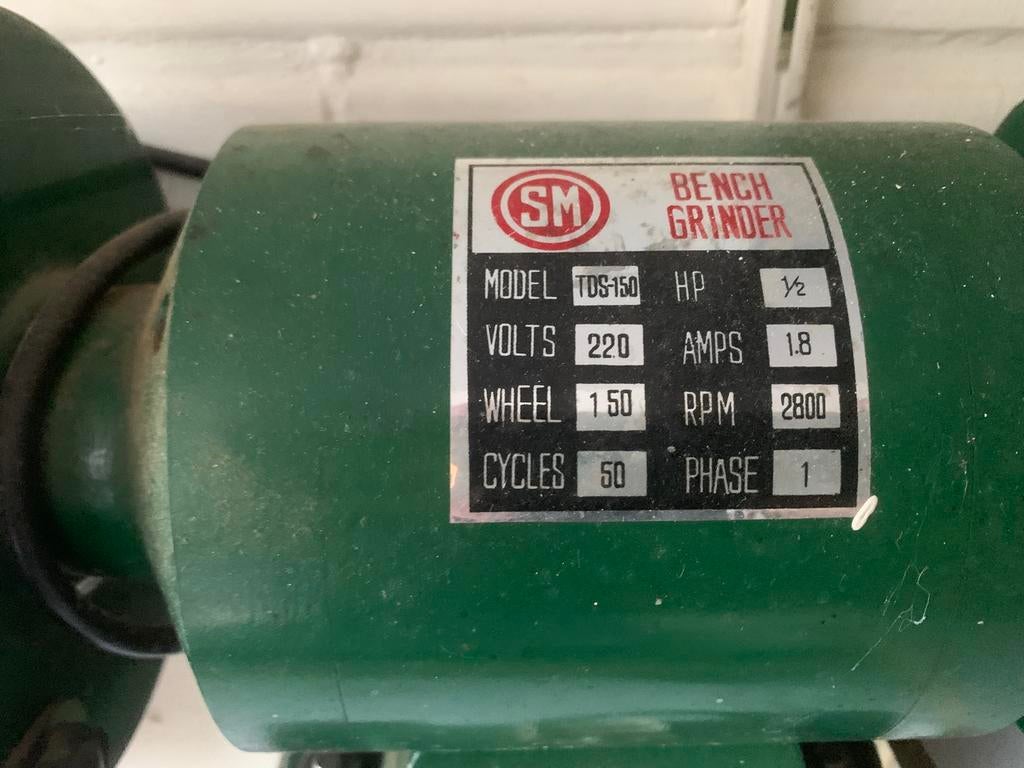 SM BENCH
GRINDER
MODEL TDS-150 HP 1/2
VOLTS 220 AMPS 1.8
WHEEL 150 RPM 2800
CYCLES 50 PHASE 1